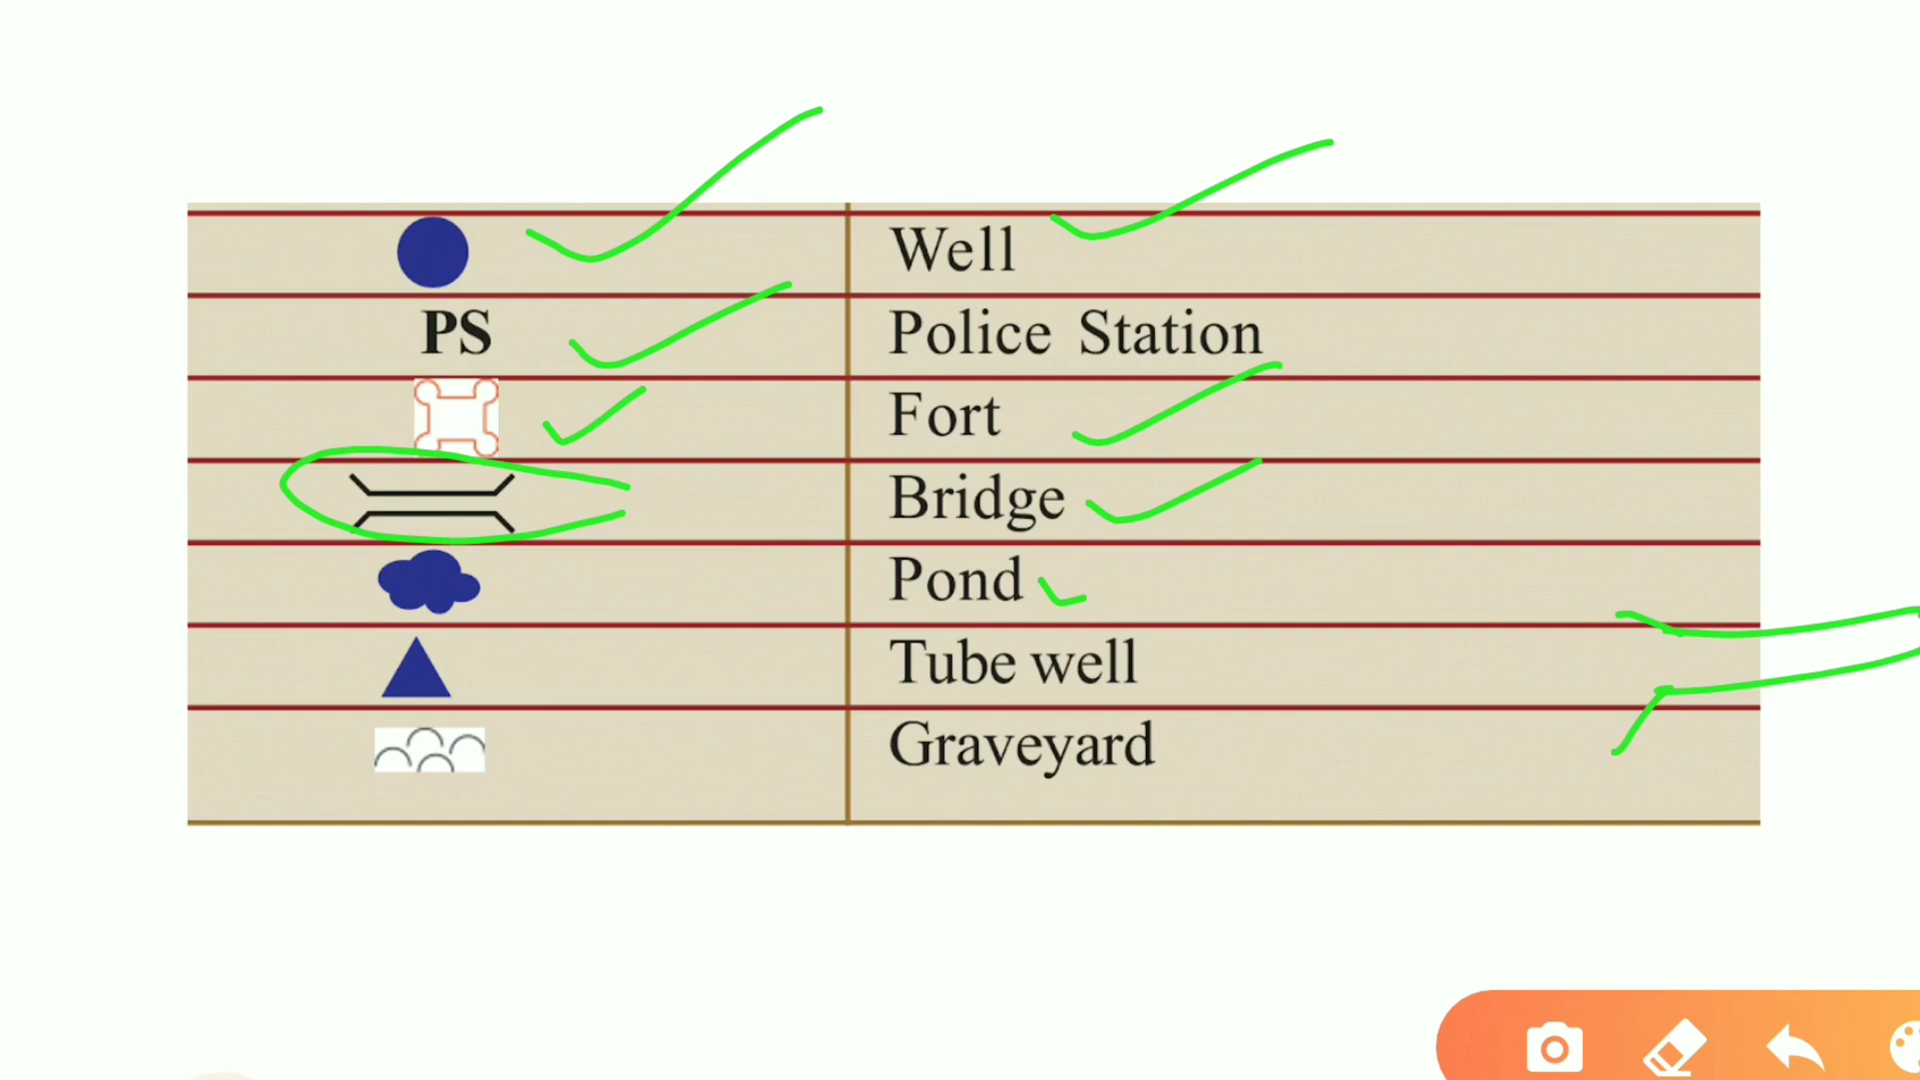 Well
PS Police Station
Fort
Bridge
Pond
Tube well
Graveyard